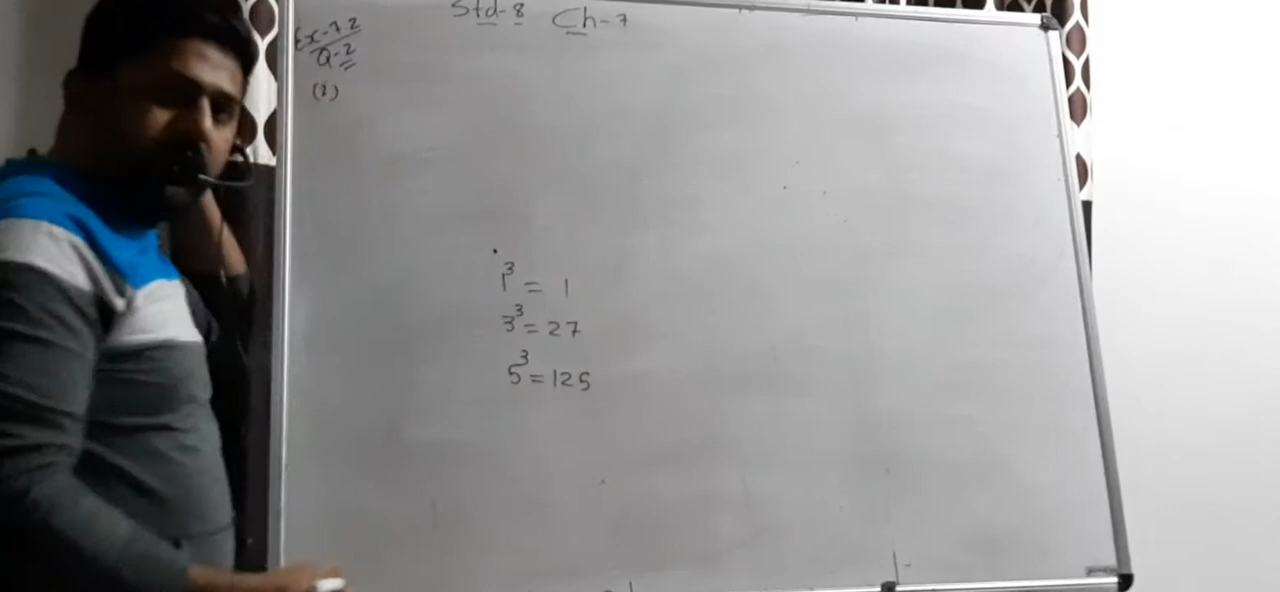 Std-8 Ch-7
Ex-7.2
Q-2
(i)
1³ = 1
3³ = 27
5³ = 125